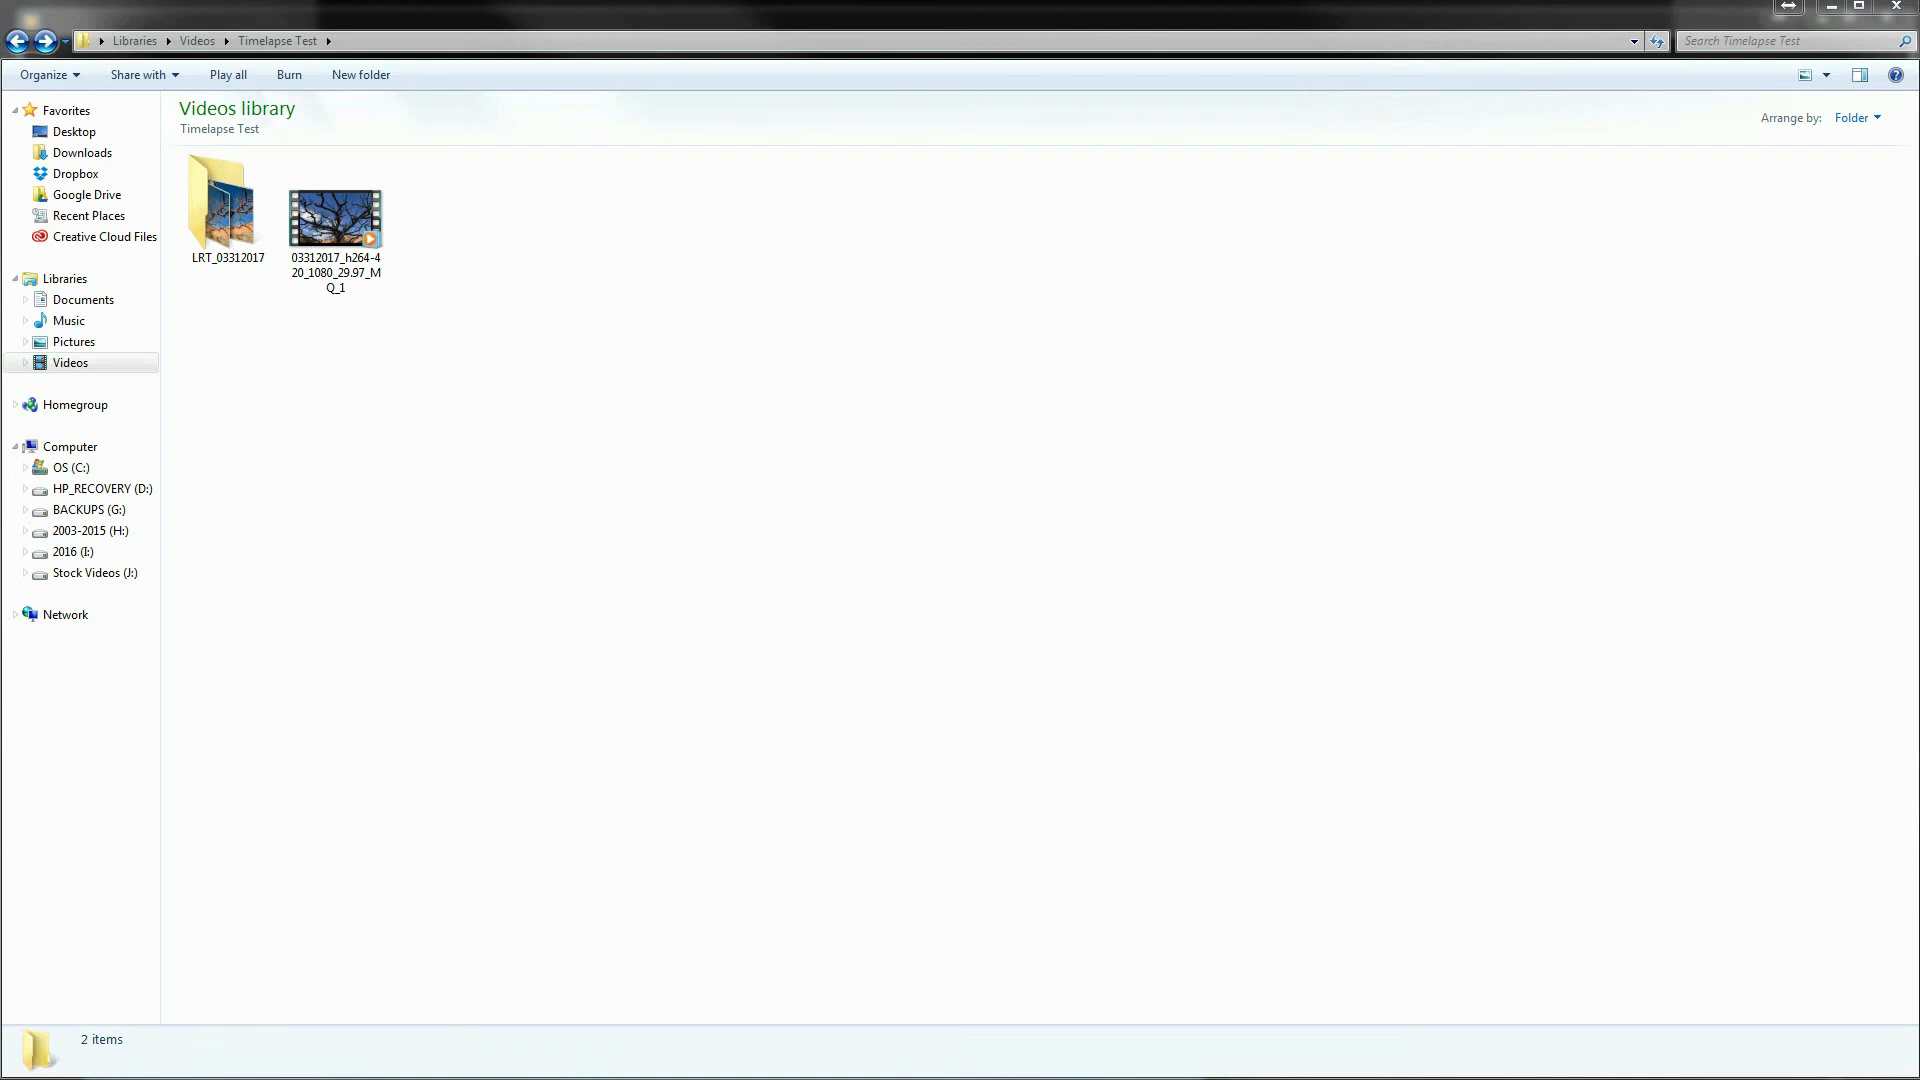 Libraries Videos Timelapse Test
Search Timelapse Test
Organize Share with Play all Burn New folder
Videos library
Timelapse Test
Arrange by: Folder
Favorites
Desktop
Downloads
Dropbox
Google Drive
Recent Places
Creative Cloud Files
Libraries
Documents
Music
Pictures
Videos
Homegroup
Computer
OS (C:)
HP_RECOVERY (D:)
BACKUPS (G:)
2003-2015 (H:)
2016 (I:)
Stock Videos (J:)
Network
LRT_03312017
03312017_h264-4
20_1080_29.97_M
Q_1
2 items